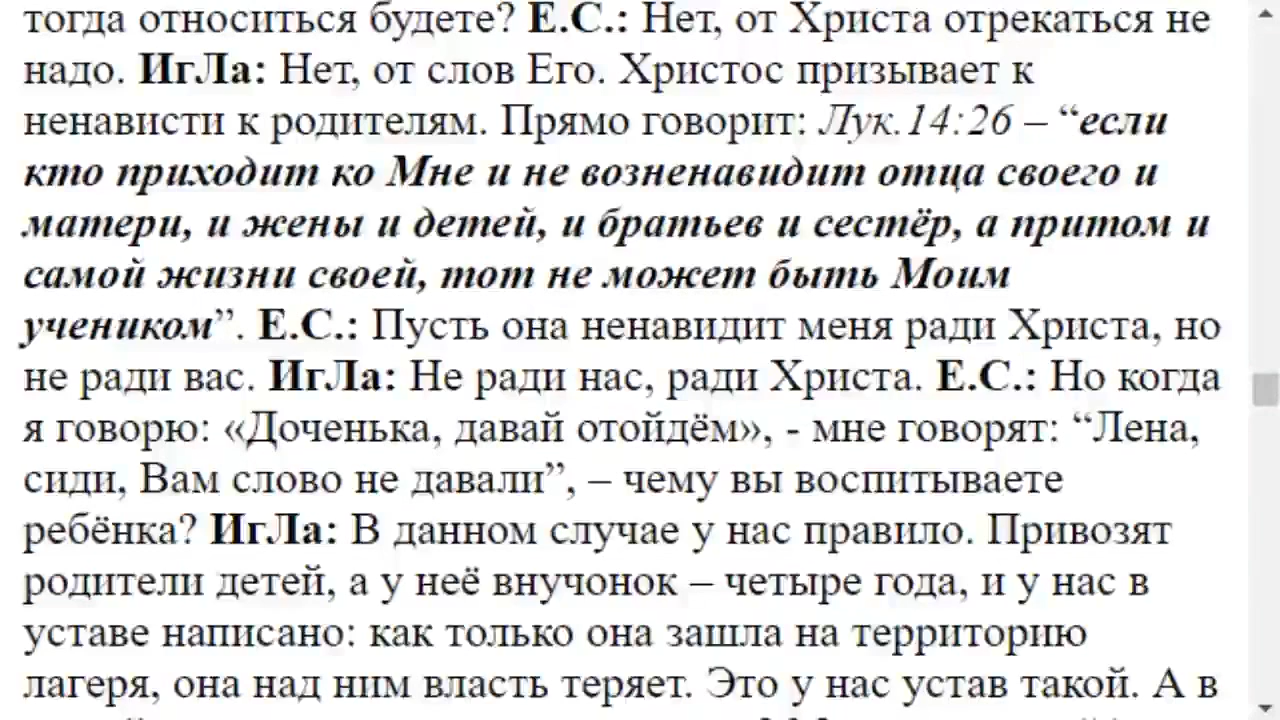 тогда относиться будете? Е.С.: Нет, от Христа отрекаться не
надо. ИгЛа: Нет, от слов Его. Христос призывает к
ненависти к родителям. Прямо говорит: Лук.14:26 – “если
кто приходит ко Мне и не возненавидит отца своего и
матери, и жены и детей, и братьев и сестёр, а притом и
самой жизни своей, тот не может быть Моим
учеником”. Е.С.: Пусть она ненавидит меня ради Христа, но
не ради вас. ИгЛа: Не ради нас, ради Христа. Е.С.: Но когда
я говорю: «Доченька, давай отойдём», - мне говорят: “Лена,
сиди, Вам слово не давали”, – чему вы воспитываете
ребёнка? ИгЛа: В данном случае у нас правило. Привозят
родители детей, а у неё внучонок – четыре года, и у нас в
уставе написано: как только она зашла на территорию
лагеря, она над ним власть теряет. Это у нас устав такой. А в